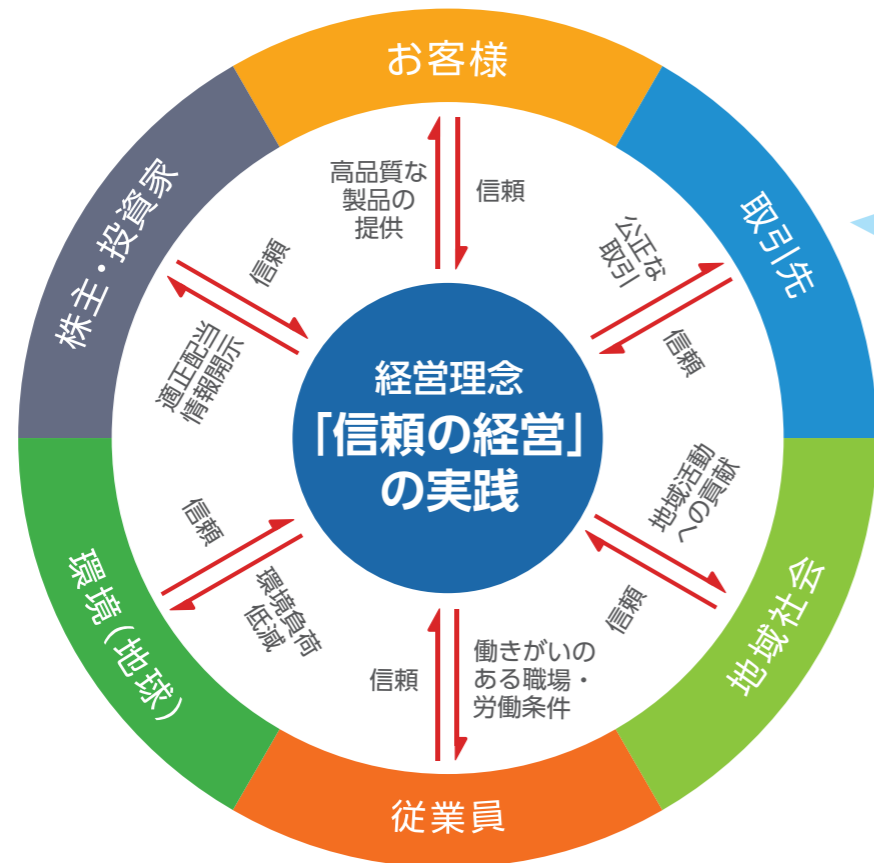 お客様
高品質な
製品の
提供
信頼
取引先
公正な
取引
信頼
地域社会
地域活動
への貢献
信頼
従業員
働きがいの
ある職場・
労働条件
信頼
環境(地球)
環境負荷
低減
信頼
株主・投資家
適正配当
情報開示
信頼
経営理念
「信頼の経営」
の実践